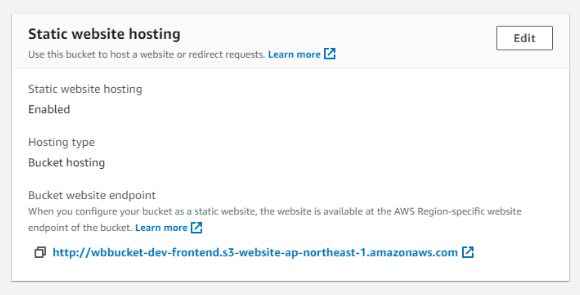 Static website hosting
Edit
Use this bucket to host a website or redirect requests. Learn more
Static website hosting
Enabled
Hosting type
Bucket hosting
Bucket website endpoint
When you configure your bucket as a static website, the website is available at the AWS Region-specific website
endpoint of the bucket. Learn more
http://wbbucket-dev-frontend.s3-website-ap-northeast-1.amazonaws.com